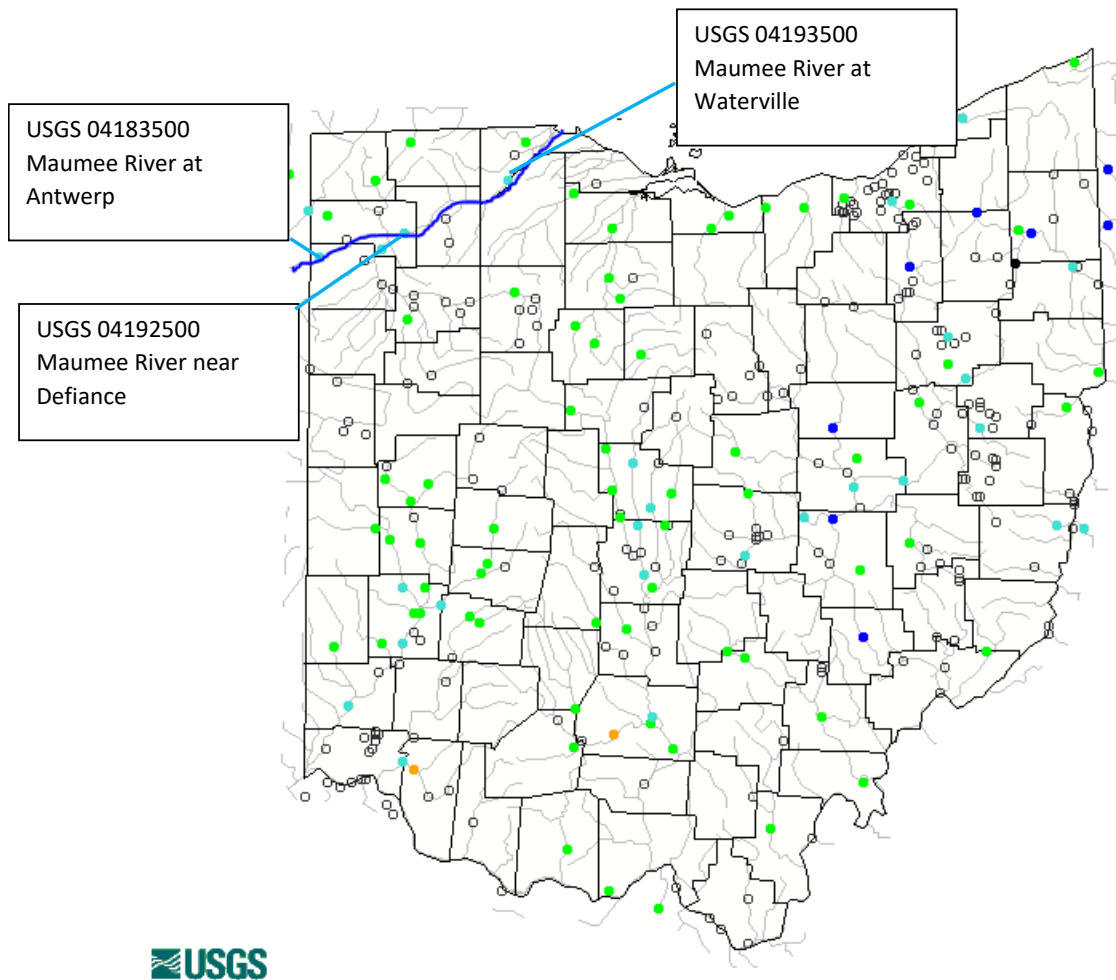 USGS 04193500
Maumee River at
Waterville
USGS 04183500
Maumee River at
Antwerp
USGS 04192500
Maumee River near
Defiance
USGS